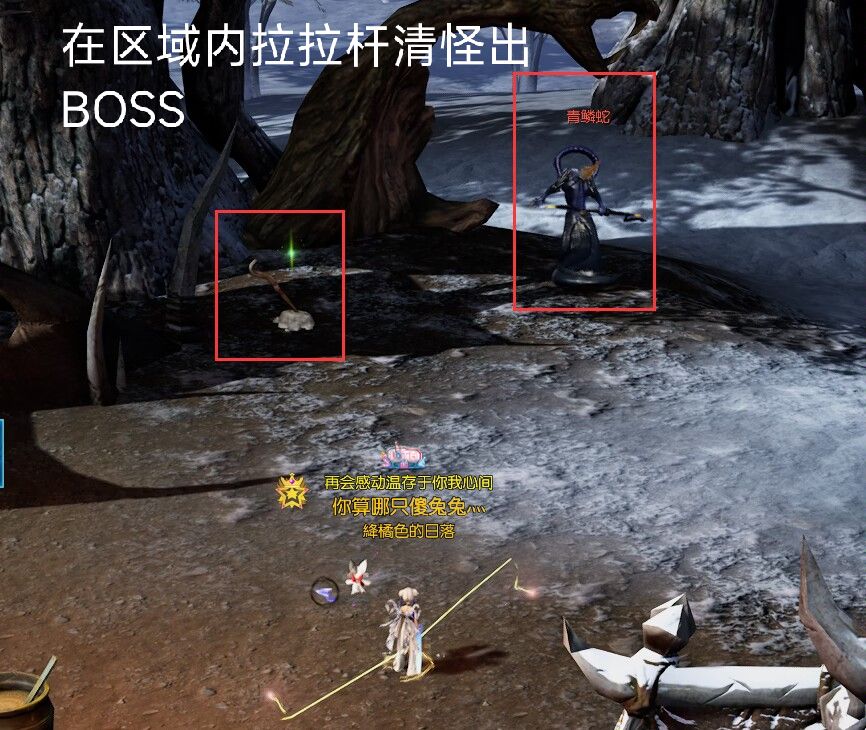 在区域内拉拉杆清怪出
BOSS
青鳞蛇
再会感动温存于你我心间
你算哪只傻兔兔灬
絳橘色的日落